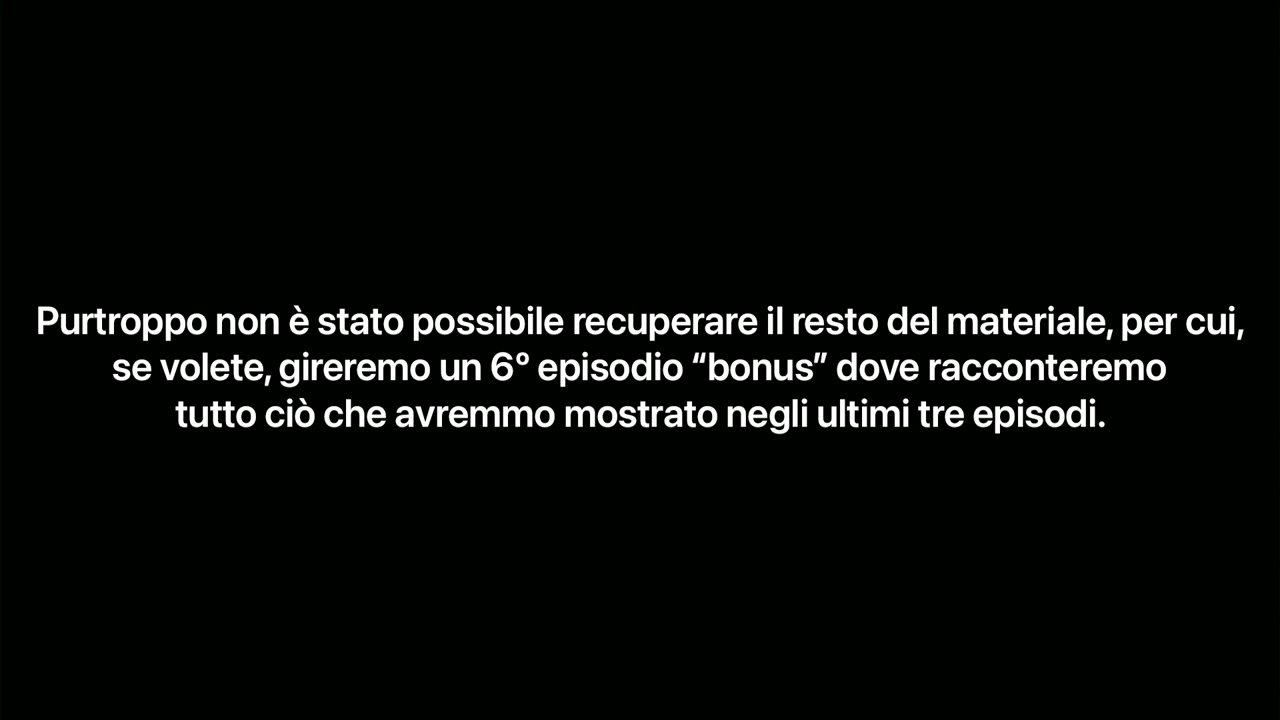 Purtroppo non è stato possibile recuperare il resto del materiale, per cui,
se volete, gireremo un 6° episodio “bonus” dove racconteremo
tutto ciò che avremmo mostrato negli ultimi tre episodi.